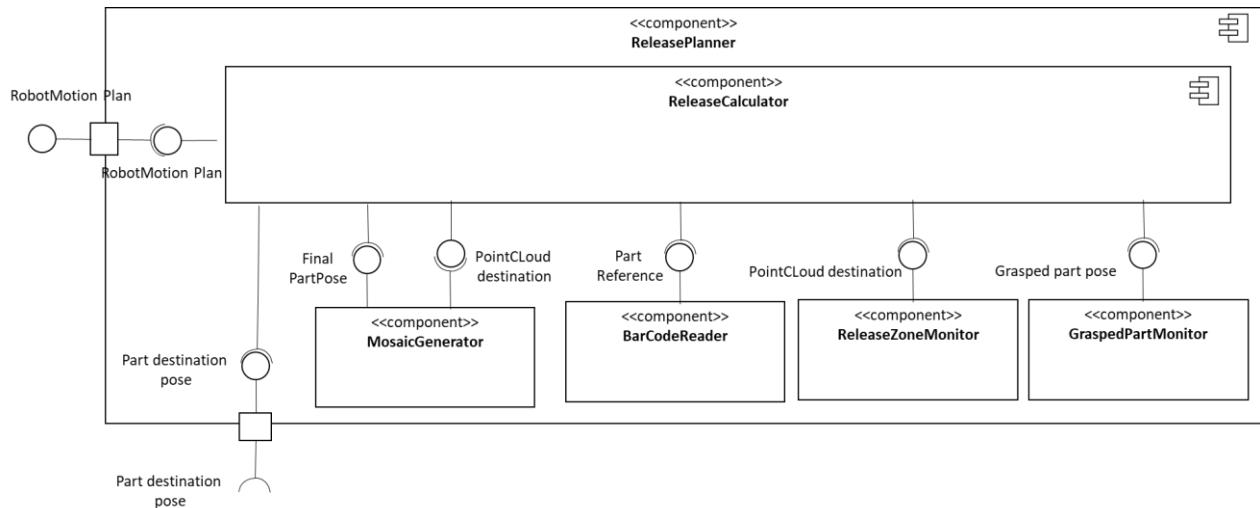 <<component>>
ReleasePlanner
<<component>>
ReleaseCalculator
RobotMotion Plan
RobotMotion Plan
Final
PartPose
PointCLoud
destination
Part
Reference
PointCLoud destination
Grasped part pose
<<component>>
MosaicGenerator
<<component>>
BarCodeReader
<<component>>
ReleaseZoneMonitor
<<component>>
GraspedPartMonitor
Part destination
pose
Part destination
pose